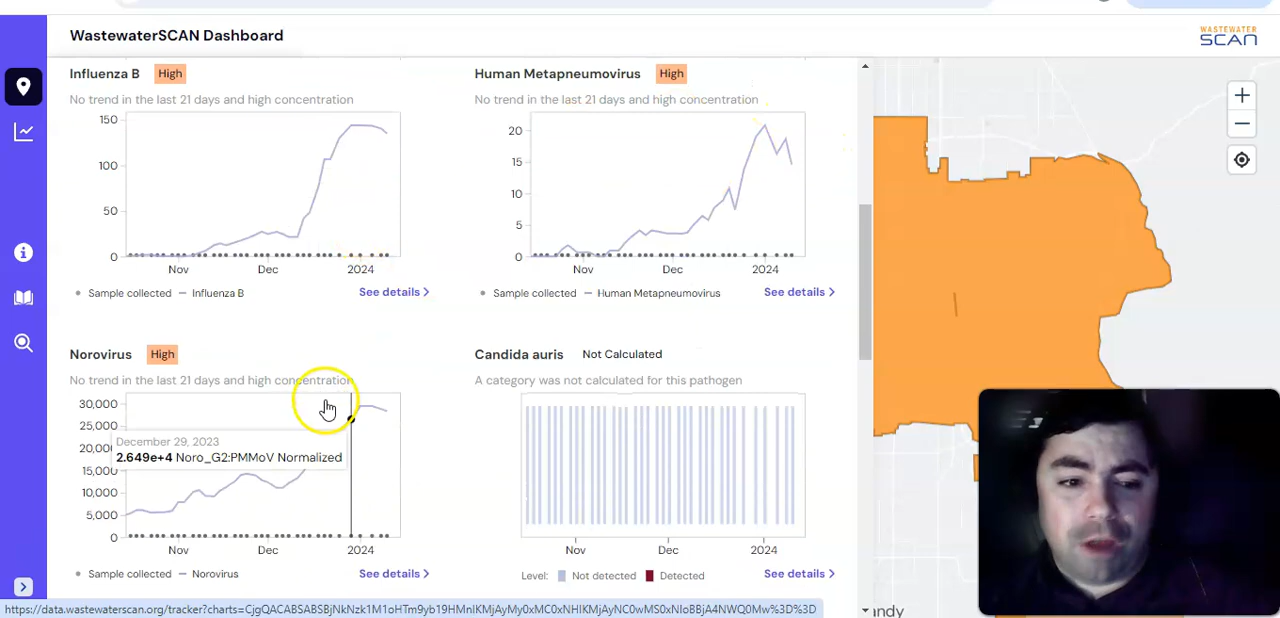 WastewaterSCAN Dashboard
WASTEWATER
SCAN
Influenza B High
No trend in the last 21 days and high concentration
150
100
50
0
Nov Dec 2024
Sample collected Influenza B
See details
Human Metapneumovirus High
No trend in the last 21 days and high concentration
20
15
10
5
0
Nov Dec 2024
Sample collected Human Metapneumovirus
See details
Norovirus High
No trend in the last 21 days and high concentration
30,000
25,000
20,000
15,000
10,000
5,000
0
December 29, 2023
2.649e+4 Noro_G2:PMMoV Normalized
Nov Dec 2024
Sample collected Norovirus
See details
Candida auris Not Calculated
A category was not calculated for this pathogen
Nov Dec 2024
Level: Not detected Detected
See details